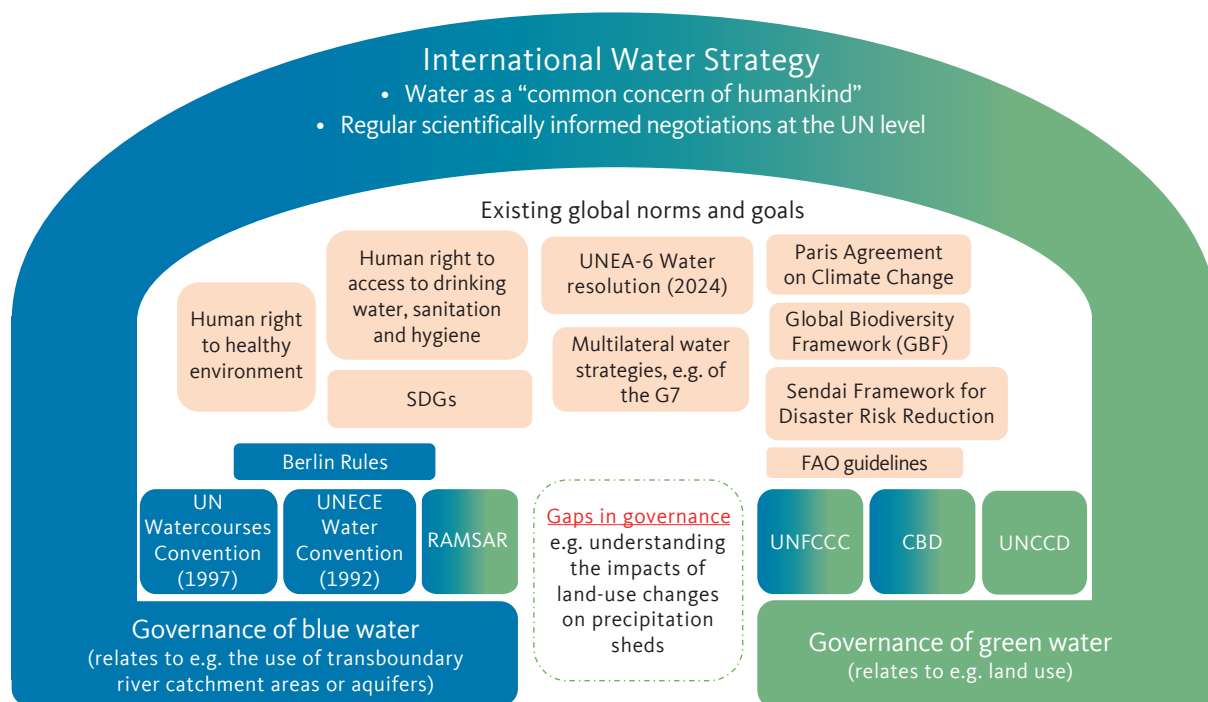 International Water Strategy
• Water as a “common concern of humankind”
• Regular scientifically informed negotiations at the UN level
Existing global norms and goals
Human right
to healthy
environment
Human right to
access to drinking
water, sanitation
and hygiene
SDGs
UNEA-6 Water
resolution (2024)
Multilateral water
strategies, e.g. of
the G7
Paris Agreement
on Climate Change
Global Biodiversity
Framework (GBF)
Sendai Framework for
Disaster Risk Reduction
FAO guidelines
Berlin Rules
UN
Watercourses
Convention
(1997)
UNECE
Water
Convention
(1992)
RAMSAR
Gaps in governance
e.g. understanding
the impacts of
land-use changes
on precipitation
sheds
UNFCCC
CBD
UNCCD
Governance of blue water
(relates to e.g. the use of transboundary
river catchment areas or aquifers)
Governance of green water
(relates to e.g. land use)